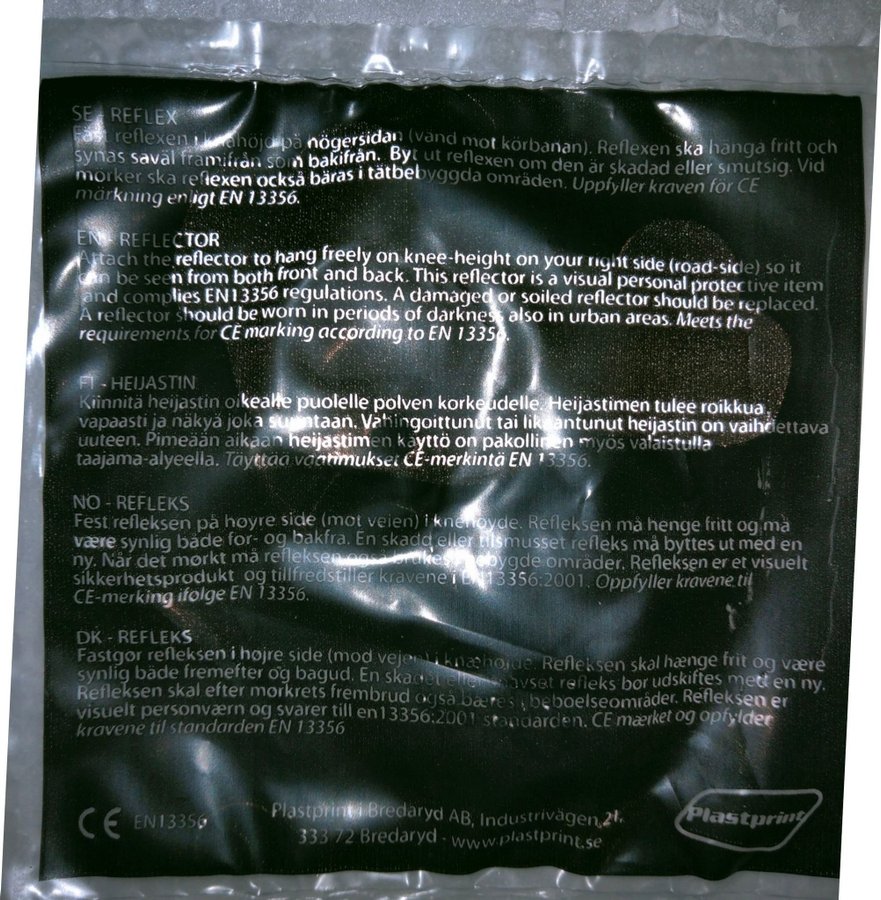 SE - REFLEX
Fäst reflexen i knähöjd på högersidan (vänd mot körbanan). Reflexen ska hänga fritt och
synas saväl framifrån som bakifrån. Byt ut reflexen om den är skadad eller smutsig. Vid
mörker ska reflexen också bäras i tätbebyggda områden. Uppfyller kraven för CE
märkning enligt EN 13356.
EN - REFLECTOR
Attach the reflector to hang freely on knee-height on your right side (road-side) so it
can be seen from both front and back. This reflector is a visual personal protective item
and complies EN13356 regulations. A damaged or soiled reflector should be replaced.
A reflector should be worn in periods of darkness also in urban areas. Meets the
requirements for CE marking according to EN 13356.
FI - HEIJASTIN
Kiinnitä heijastin oikealle puolelle polven korkeudelle. Heijastimen tulee roikkua
vapaasti ja näkyä joka suuntaan. Vahingoittunut tai likaantunut heijastin on vaihdettava
uuteen. Pimeään aikaan heijastimen käyttö on pakollinen myös valaistulla
taajama-alyeella. Täyttää vaatimukset CE-merkintä EN 13356.
NO - REFLEKS
Fest refleksen på høyre side (mot veien) i knehøyde. Refleksen må henge fritt og må
være synlig både for- og bakfra. En skadd eller tilsmusset refleks må byttes ut med en
ny. Når det mørkt må refleksen også brukes i bebygde områder. Refleksen er et visuelt
sikkerhetsprodukt og tillfredstiller kravene i EN 13356:2001. Oppfyller kravene til
CE-merking ifølge EN 13356.
DK - REFLEKS
Fastgør refleksen i højre side (mod vejen) i knæhøjde. Refleksen skal hænge frit og være
synlig både fremefter og bagud. En skadet eller snavset refleks bør udskiftes med en ny.
Refleksen skal efter mørkrets frembrud også bæres i beboelseområder. Refleksen er
visuelt personværn og svarer till en13356:2001 standarden. CE mærket og opfylder
kravene til standarden EN 13356
CE EN13356
Plastprint i Bredaryd AB, Industrivägen 21.
333 72 Bredaryd - www.plastprint.se
Plastprint